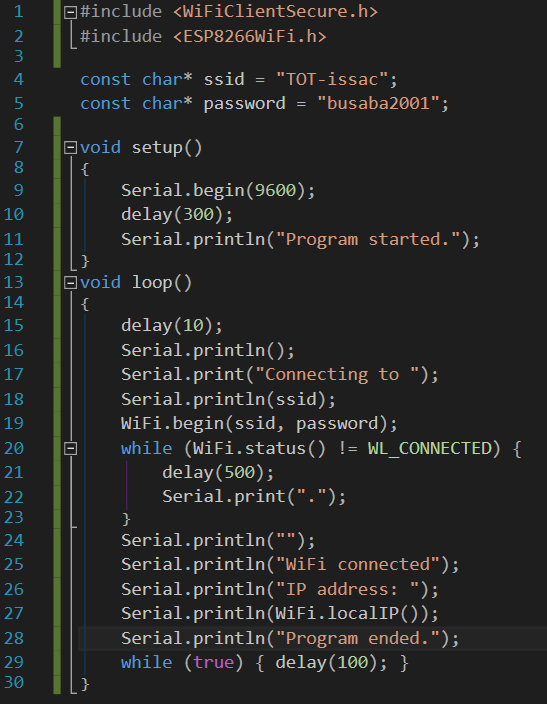 1 #include <WiFiClientSecure.h>
2 #include <ESP8266WiFi.h>
3
4 const char* ssid = "TOT-issac";
5 const char* password = "busaba2001";
6
7 void setup()
8 {
9 Serial.begin(9600);
10 delay(300);
11 Serial.println("Program started.");
12 }
13 void loop()
14 {
15 delay(10);
16 Serial.println();
17 Serial.print("Connecting to ");
18 Serial.println(ssid);
19 WiFi.begin(ssid, password);
20 while (WiFi.status() != WL_CONNECTED) {
21 delay(500);
22 Serial.print(".");
23 }
24 Serial.println("");
25 Serial.println("WiFi connected");
26 Serial.println("IP address: ");
27 Serial.println(WiFi.localIP());
28 Serial.println("Program ended.");
29 while (true) { delay(100); }
30 }